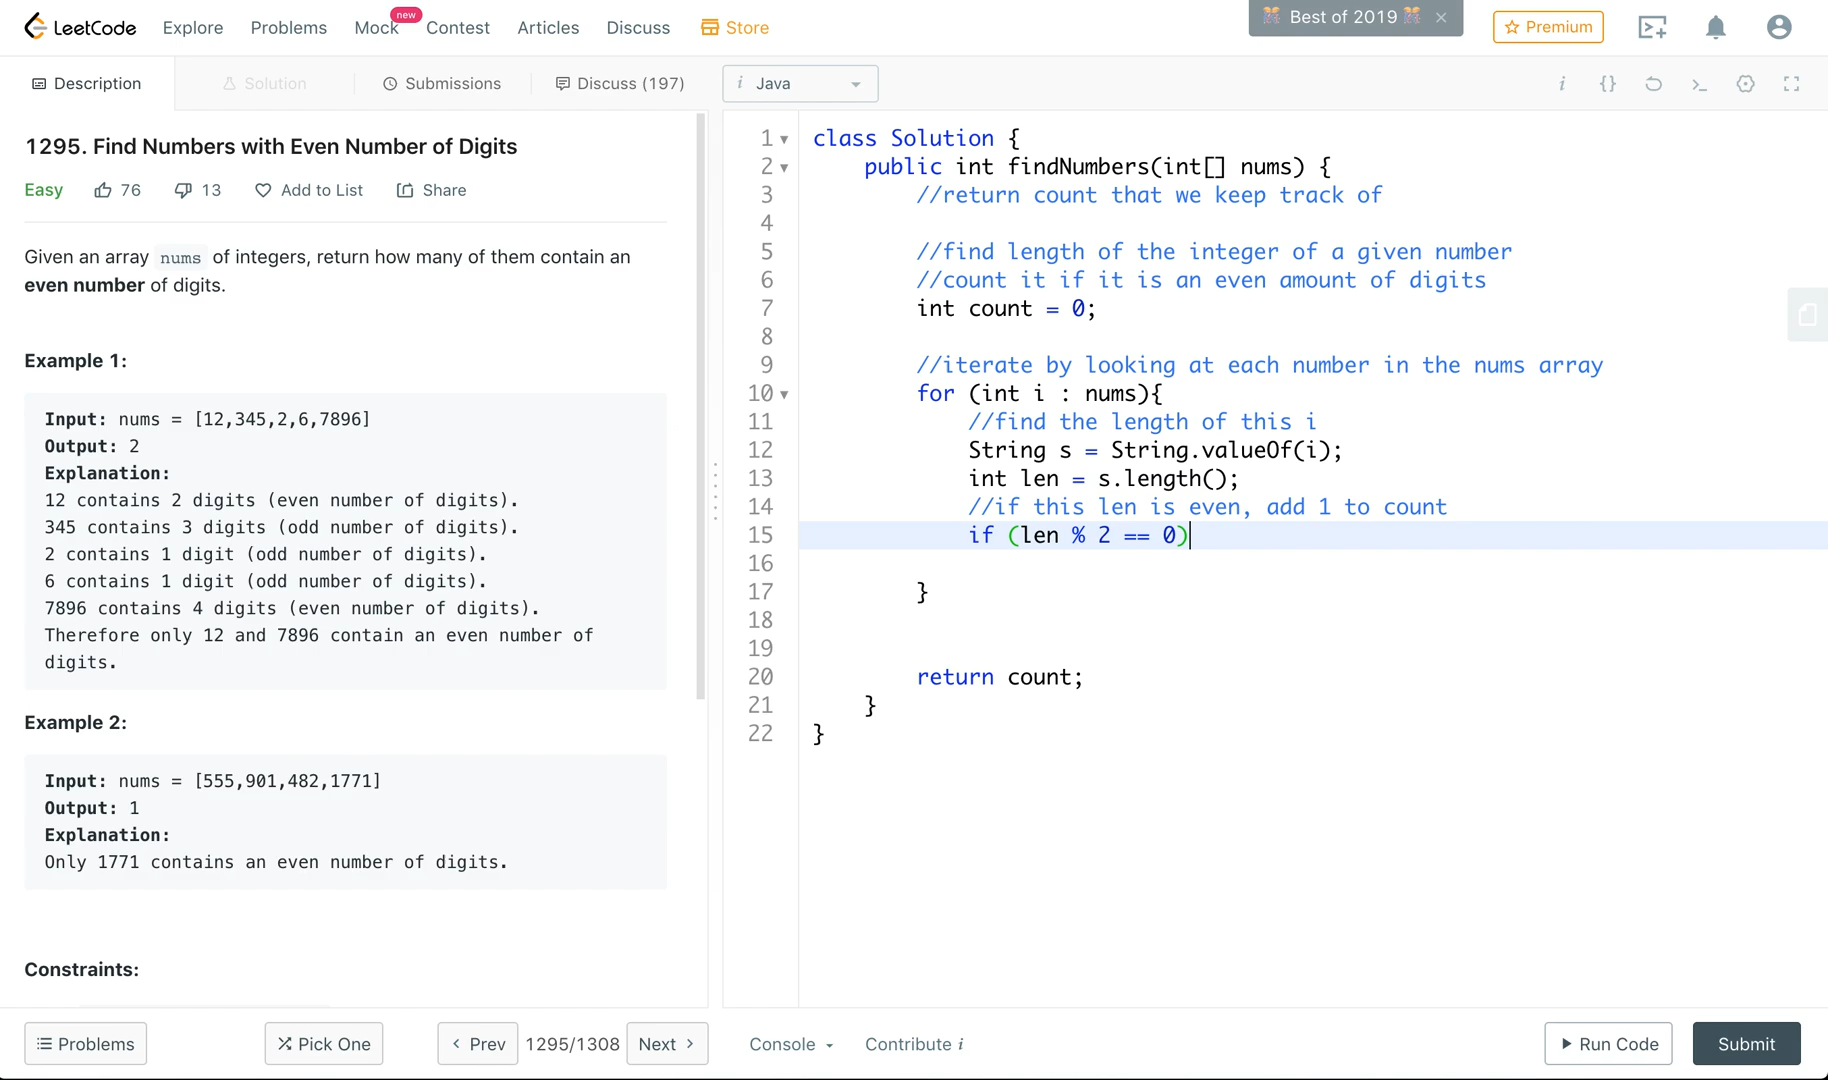 LeetCode Explore Problems Mock new Contest Articles Discuss Store Best of 2019 × Premium
Description Solution Submissions Discuss (197)
i Java
i {}
1295. Find Numbers with Even Number of Digits
Easy 76 13 Add to List Share
Given an array nums of integers, return how many of them contain an
even number of digits.
Example 1:
Input: nums = [12,345,2,6,7896]
Output: 2
Explanation:
12 contains 2 digits (even number of digits).
345 contains 3 digits (odd number of digits).
2 contains 1 digit (odd number of digits).
6 contains 1 digit (odd number of digits).
7896 contains 4 digits (even number of digits).
Therefore only 12 and 7896 contain an even number of
digits.
Example 2:
Input: nums = [555,901,482,1771]
Output: 1
Explanation:
Only 1771 contains an even number of digits.
Constraints:
1 class Solution {
2 public int findNumbers(int[] nums) {
3 //return count that we keep track of
4
5 //find length of the integer of a given number
6 //count it if it is an even amount of digits
7 int count = 0;
8
9 //iterate by looking at each number in the nums array
10 for (int i : nums){
11 //find the length of this i
12 String s = String.valueOf(i);
13 int len = s.length();
14 //if this len is even, add 1 to count
15 if (len % 2 == 0)
16
17 }
18
19
20 return count;
21 }
22 }
Problems Pick One Prev 1295/1308 Next
Console Contribute i Run Code Submit